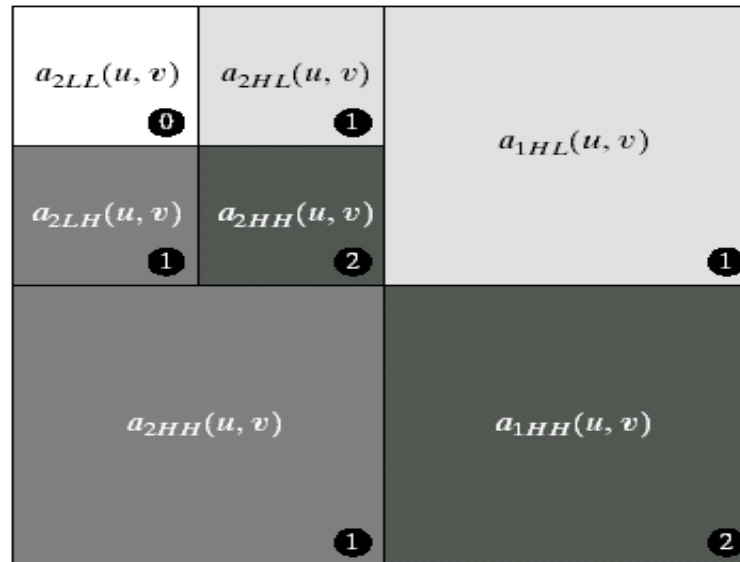 a2LL(u, v)
0
a2HL(u, v)
1
a1HL(u, v)
1
a2LH(u, v)
1
a2HH(u, v)
2
a2HH(u, v)
1
a1HH(u, v)
2